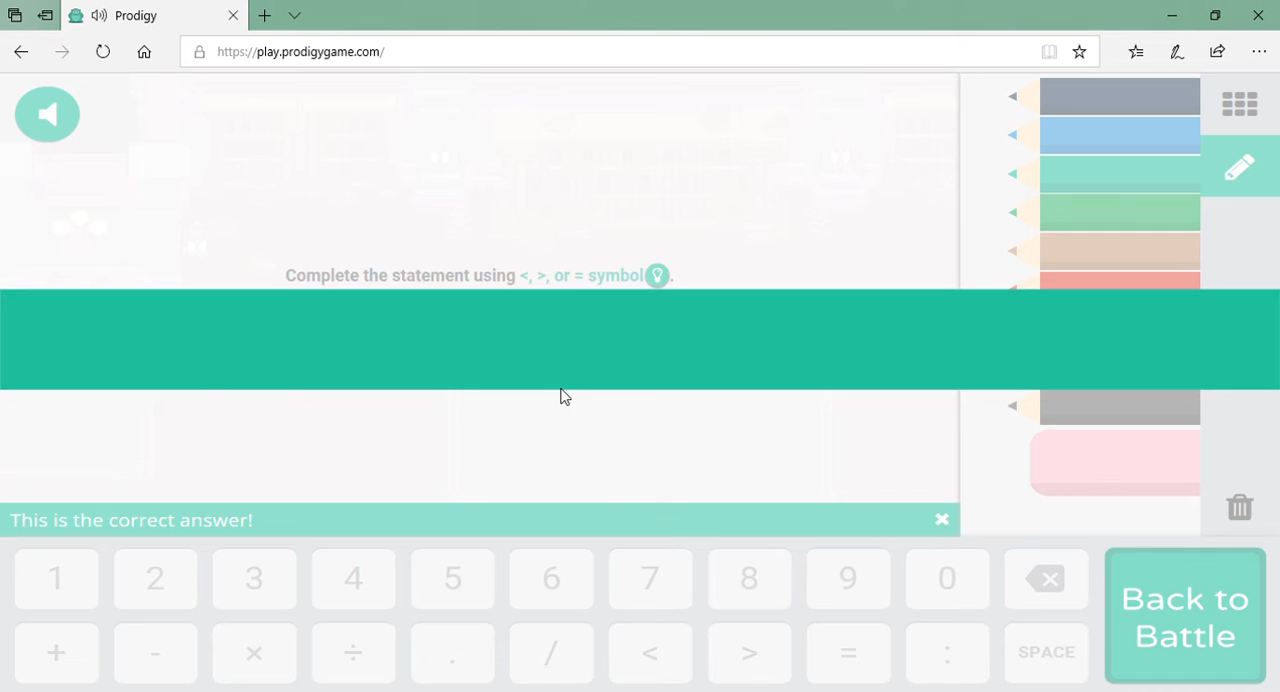 Prodigy
https://play.prodigygame.com/
Complete the statement using <, >, or = symbol.
This is the correct answer!
1 2 3 4 5 6 7 8 9 0
+ - × ÷ . / < > = : SPACE
Back to
Battle